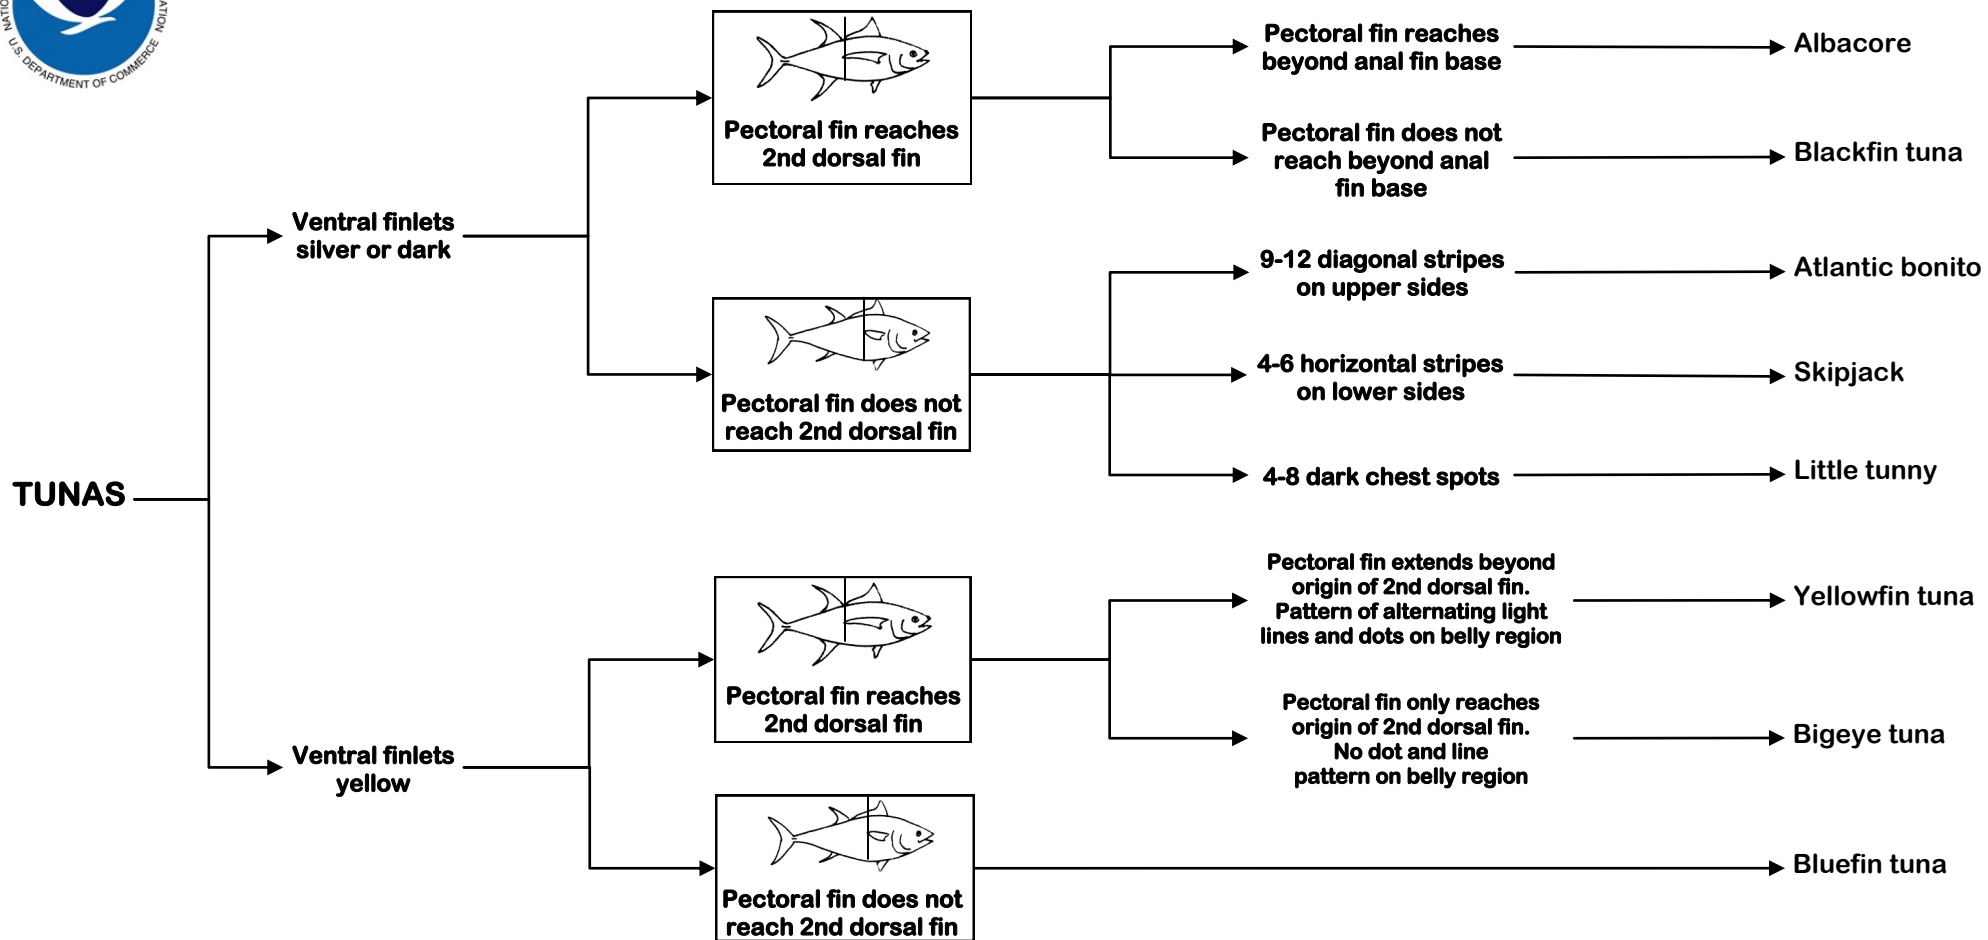 U.S. DEPARTMENT OF COMMERCE
Pectoral fin reaches
2nd dorsal fin
Pectoral fin reaches
beyond anal fin base
Albacore
Pectoral fin does not
reach beyond anal
fin base
Blackfin tuna
Ventral finlets
silver or dark
9-12 diagonal stripes
on upper sides
Atlantic bonito
Pectoral fin does not
reach 2nd dorsal fin
4-6 horizontal stripes
on lower sides
Skipjack
4-8 dark chest spots
Little tunny
TUNAS
Pectoral fin reaches
2nd dorsal fin
Pectoral fin extends beyond
origin of 2nd dorsal fin.
Pattern of alternating light
lines and dots on belly region
Yellowfin tuna
Ventral finlets
yellow
Pectoral fin only reaches
origin of 2nd dorsal fin.
No dot and line
pattern on belly region
Bigeye tuna
Pectoral fin does not
reach 2nd dorsal fin
Bluefin tuna